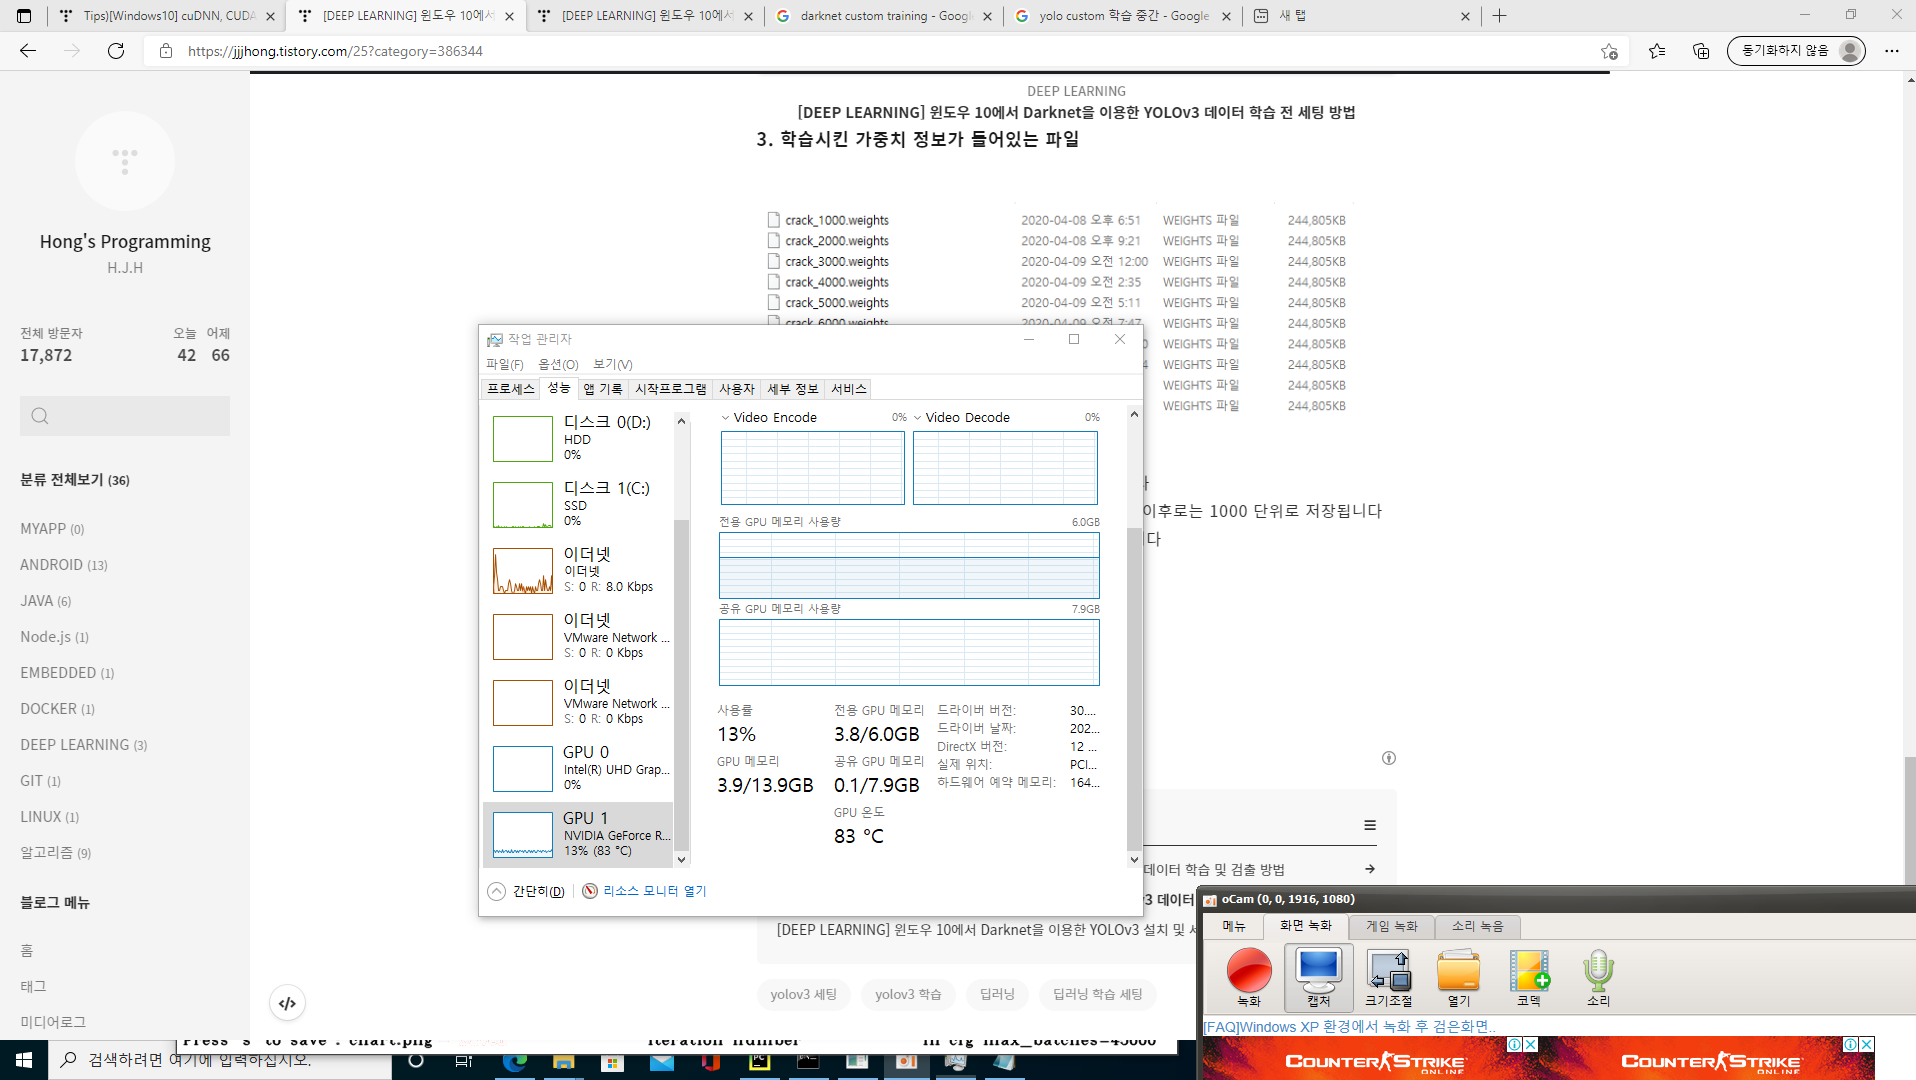 Tips)[Windows10] cuDNN, CUDA
[DEEP LEARNING] 윈도우 10에서
[DEEP LEARNING] 윈도우 10에서
darknet custom training - Googl
yolo custom 학습 중간 - Google
새 탭
https://jjjhong.tistory.com/25?category=386344
동기화하지 않음
Hong's Programming
H.J.H
전체 방문자
오늘
어제
17,872
42
66
분류 전체보기 (36)
MYAPP (0)
ANDROID (13)
JAVA (6)
Node.js (1)
EMBEDDED (1)
DOCKER (1)
DEEP LEARNING (3)
GIT (1)
LINUX (1)
알고리즘 (9)
블로그 메뉴
홈
태그
미디어로그
DEEP LEARNING
[DEEP LEARNING] 윈도우 10에서 Darknet을 이용한 YOLOv3 데이터 학습 전 세팅 방법
3. 학습시킨 가중치 정보가 들어있는 파일
crack_1000.weights 2020-04-08 오후 6:51 WEIGHTS 파일 244,805KB
crack_2000.weights 2020-04-08 오후 9:21 WEIGHTS 파일 244,805KB
crack_3000.weights 2020-04-09 오전 12:00 WEIGHTS 파일 244,805KB
crack_4000.weights 2020-04-09 오전 2:35 WEIGHTS 파일 244,805KB
crack_5000.weights 2020-04-09 오전 5:11 WEIGHTS 파일 244,805KB
crack_6000.weights 2020-04-09 오전 7:47 WEIGHTS 파일 244,805KB
0 WEIGHTS 파일 244,805KB
4 WEIGHTS 파일 244,805KB
WEIGHTS 파일 244,805KB
WEIGHTS 파일 244,805KB
이후로는 1000 단위로 저장됩니다
다
작업 관리자
파일(F) 옵션(O) 보기(V)
프로세스 성능 앱 기록 시작프로그램 사용자 세부 정보 서비스
디스크 0(D:)
HDD
0%
디스크 1(C:)
SSD
0%
이더넷
이더넷
S: 0 R: 8.0 Kbps
이더넷
VMware Network ...
S: 0 R: 0 Kbps
이더넷
VMware Network ...
S: 0 R: 0 Kbps
GPU 0
Intel(R) UHD Grap...
0%
GPU 1
NVIDIA GeForce R...
13% (83 °C)
Video Encode 0%
Video Decode 0%
전용 GPU 메모리 사용량 6.0GB
공유 GPU 메모리 사용량 7.9GB
사용률
13%
GPU 메모리
3.9/13.9GB
전용 GPU 메모리
3.8/6.0GB
공유 GPU 메모리
0.1/7.9GB
GPU 온도
83 °C
드라이버 버전: 30....
드라이버 날짜: 202...
DirectX 버전: 12 ...
실제 위치: PCI...
하드웨어 예약 메모리: 164...
간단히(D)
리소스 모니터 열기
데이터 학습 및 검출 방법
v3 데이터
[DEEP LEARNING] 윈도우 10에서 Darknet을 이용한 YOLOv3 설치 및 세
yolov3 세팅
yolov3 학습
딥러닝
딥러닝 학습 세팅
oCam (0, 0, 1916, 1080)
메뉴 화면 녹화 게임 녹화 소리 녹음
녹화 캡처 크기조절 열기 코덱 소리
[FAQ]Windows XP 환경에서 녹화 후 검은화면..
COUNTER STRIKE ONLINE
COUNTER STRIKE ONLINE
Press 's' to save : chart.png
Iteration number
in cfg max_batches=45000
검색하려면 여기에 입력하십시오.